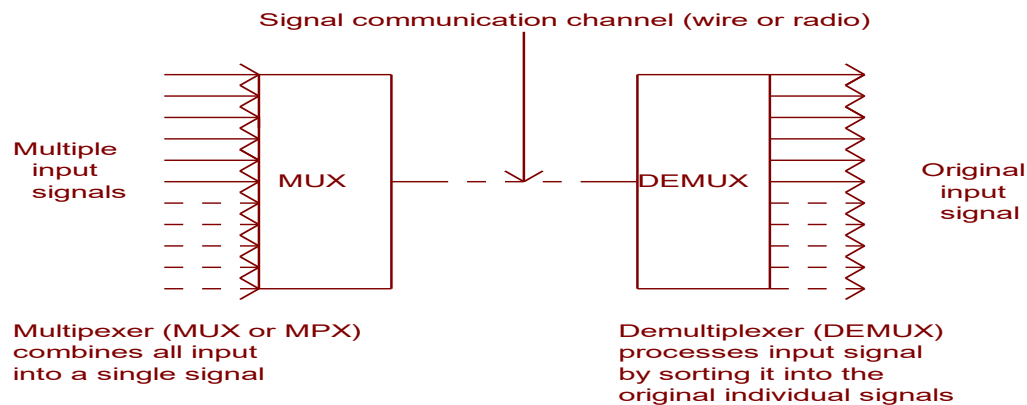 Signal communication channel (wire or radio)
Multiple
input
signals
MUX
DEMUX
Original
input
signal
Multipexer (MUX or MPX)
combines all input
into a single signal
Demultiplexer (DEMUX)
processes input signal
by sorting it into the
original individual signals